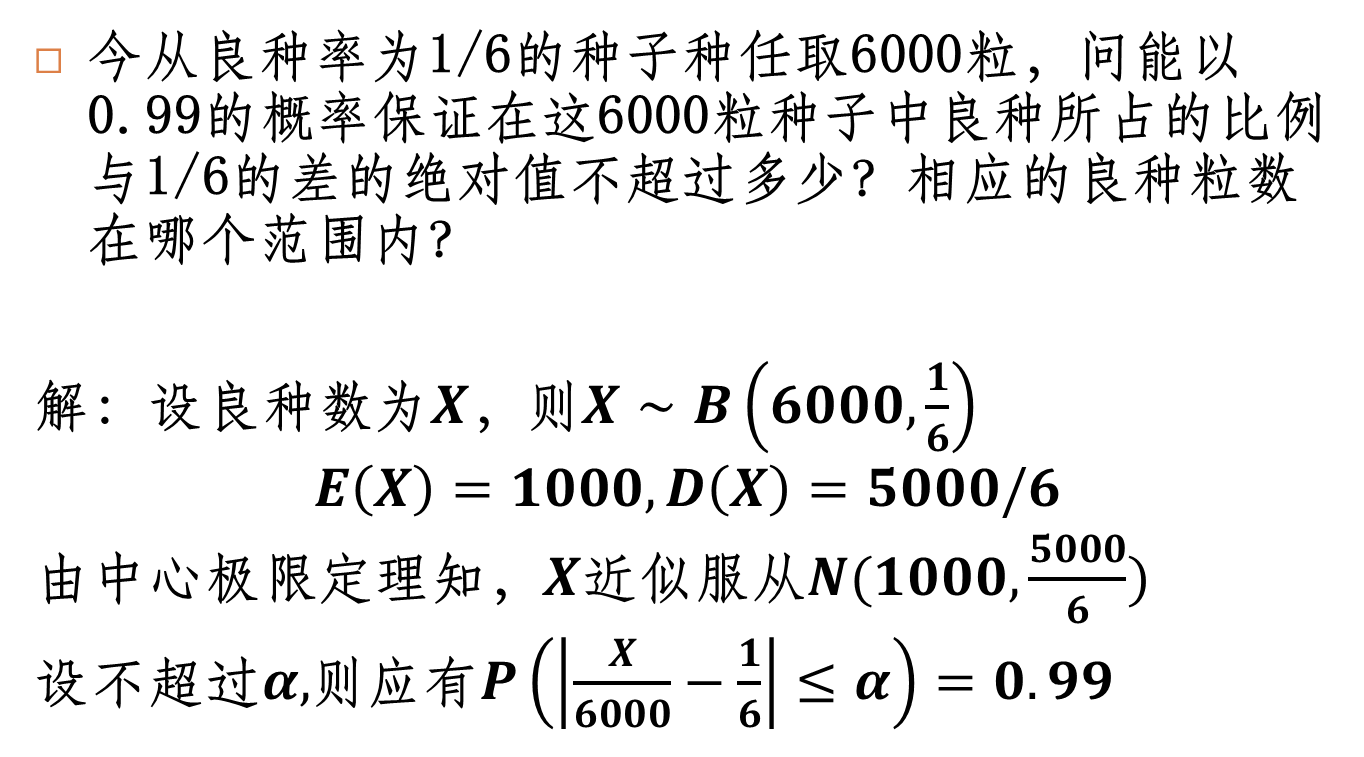 今从良种率为1/6的种子种任取6000粒，问能以
0.99的概率保证在这6000粒种子中良种所占的比例
与1/6的差的绝对值不超过多少？相应的良种粒数
在哪个范围内？
解：设良种数为X，则X ~ B(6000, 1/6)
E(X) = 1000, D(X) = 5000/6
由中心极限定理知，X近似服从N(1000, 5000/6)
设不超过α,则应有P(|X/6000 − 1/6| ≤ α) = 0.99